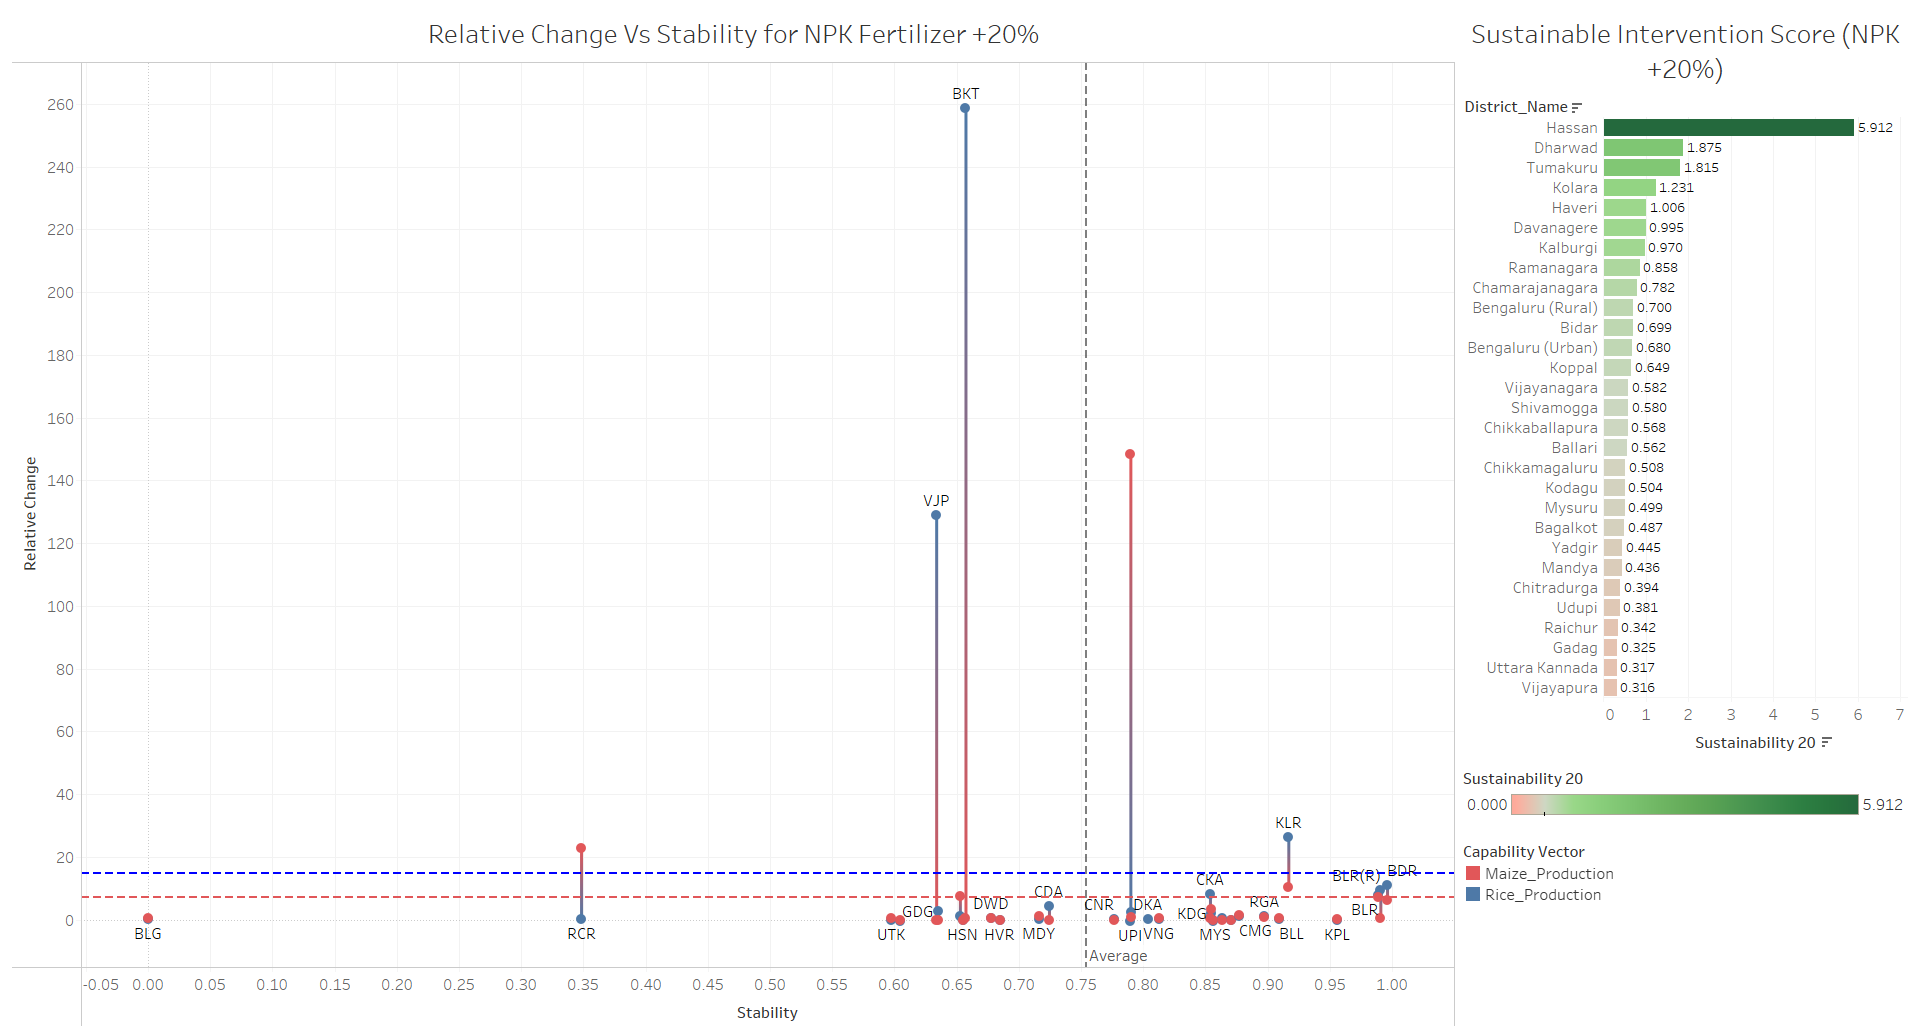 Relative Change Vs Stability for NPK Fertilizer +20%
Sustainable Intervention Score (NPK
+20%)
260
240
220
200
180
160
140
120
100
80
60
40
20
0
Relative Change
BKT
VJP
KLR
BLR(R)
BDR
CKA
CDA
RGA
DWD
CNR
DKA
GDG
KDG
BLR
CMG
BLG
RCR
UTK
HSN
HVR
MDY
UPI
VNG
MYS
BLL
KPL
Average
-0.05
0.00
0.05
0.10
0.15
0.20
0.25
0.30
0.35
0.40
0.45
0.50
0.55
0.60
0.65
0.70
0.75
0.80
0.85
0.90
0.95
1.00
Stability
District_Name
Hassan 5.912
Dharwad 1.875
Tumakuru 1.815
Kolara 1.231
Haveri 1.006
Davanagere 0.995
Kalburgi 0.970
Ramanagara 0.858
Chamarajanagara 0.782
Bengaluru (Rural) 0.700
Bidar 0.699
Bengaluru (Urban) 0.680
Koppal 0.649
Vijayanagara 0.582
Shivamogga 0.580
Chikkaballapura 0.568
Ballari 0.562
Chikkamagaluru 0.508
Kodagu 0.504
Mysuru 0.499
Bagalkot 0.487
Yadgir 0.445
Mandya 0.436
Chitradurga 0.394
Udupi 0.381
Raichur 0.342
Gadag 0.325
Uttara Kannada 0.317
Vijayapura 0.316
0 1 2 3 4 5 6 7
Sustainability 20
Sustainability 20
0.000 5.912
Capability Vector
Maize_Production
Rice_Production